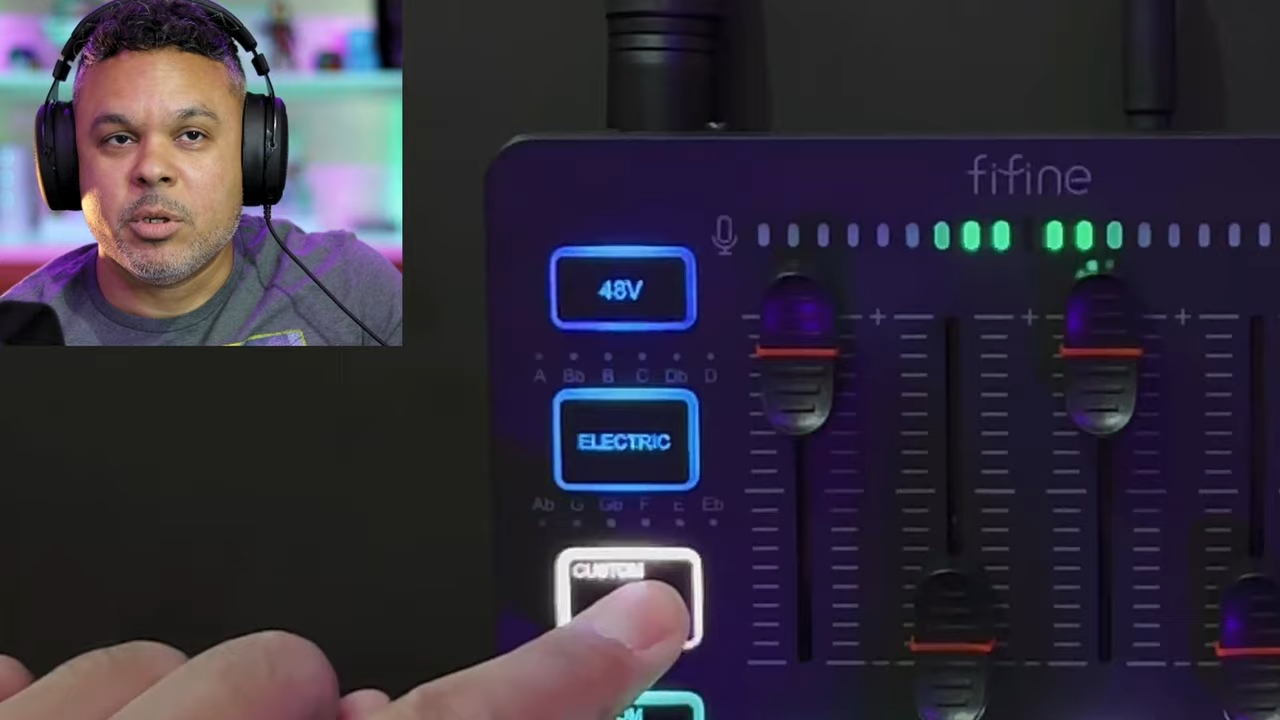 fifine
48V
A Bb B C Db D
ELECTRIC
Ab G Gb F E Eb
CUSTOM